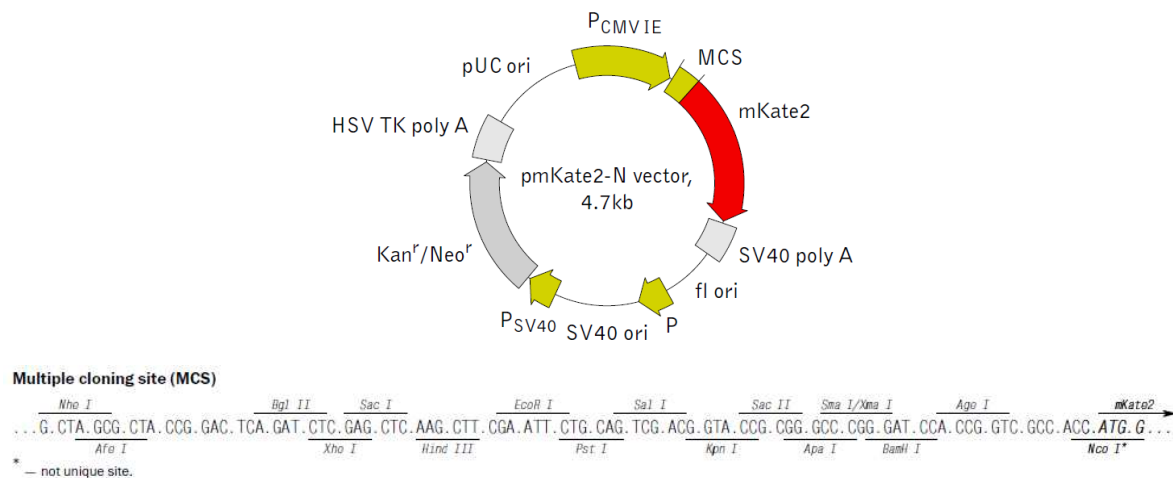 PCMV IE
MCS
pUC ori
mKate2
HSV TK poly A
pmKate2-N vector,
4.7kb
SV40 poly A
Kanr/Neor
f1 ori
P
PSV40
SV40 ori
Multiple cloning site (MCS)
Nhe I Bgl II Sac I EcoR I Sal I Sac II Sma I/Xma I Age I mKate2
...G.CTA.GCG.CTA.CCG.GAC.TCA.GAT.CTC.GAG.CTC.AAG.CTT.CGA.ATT.CTG.CAG.TCG.ACG.GTA.CCG.CGG.GCC.CGG.GAT.CCA.CCG.GTC.GCC.ACC.ATG.G...
Afe I Xho I Hind III Pst I Kpn I Apa I BamH I Nco I*
* — not unique site.